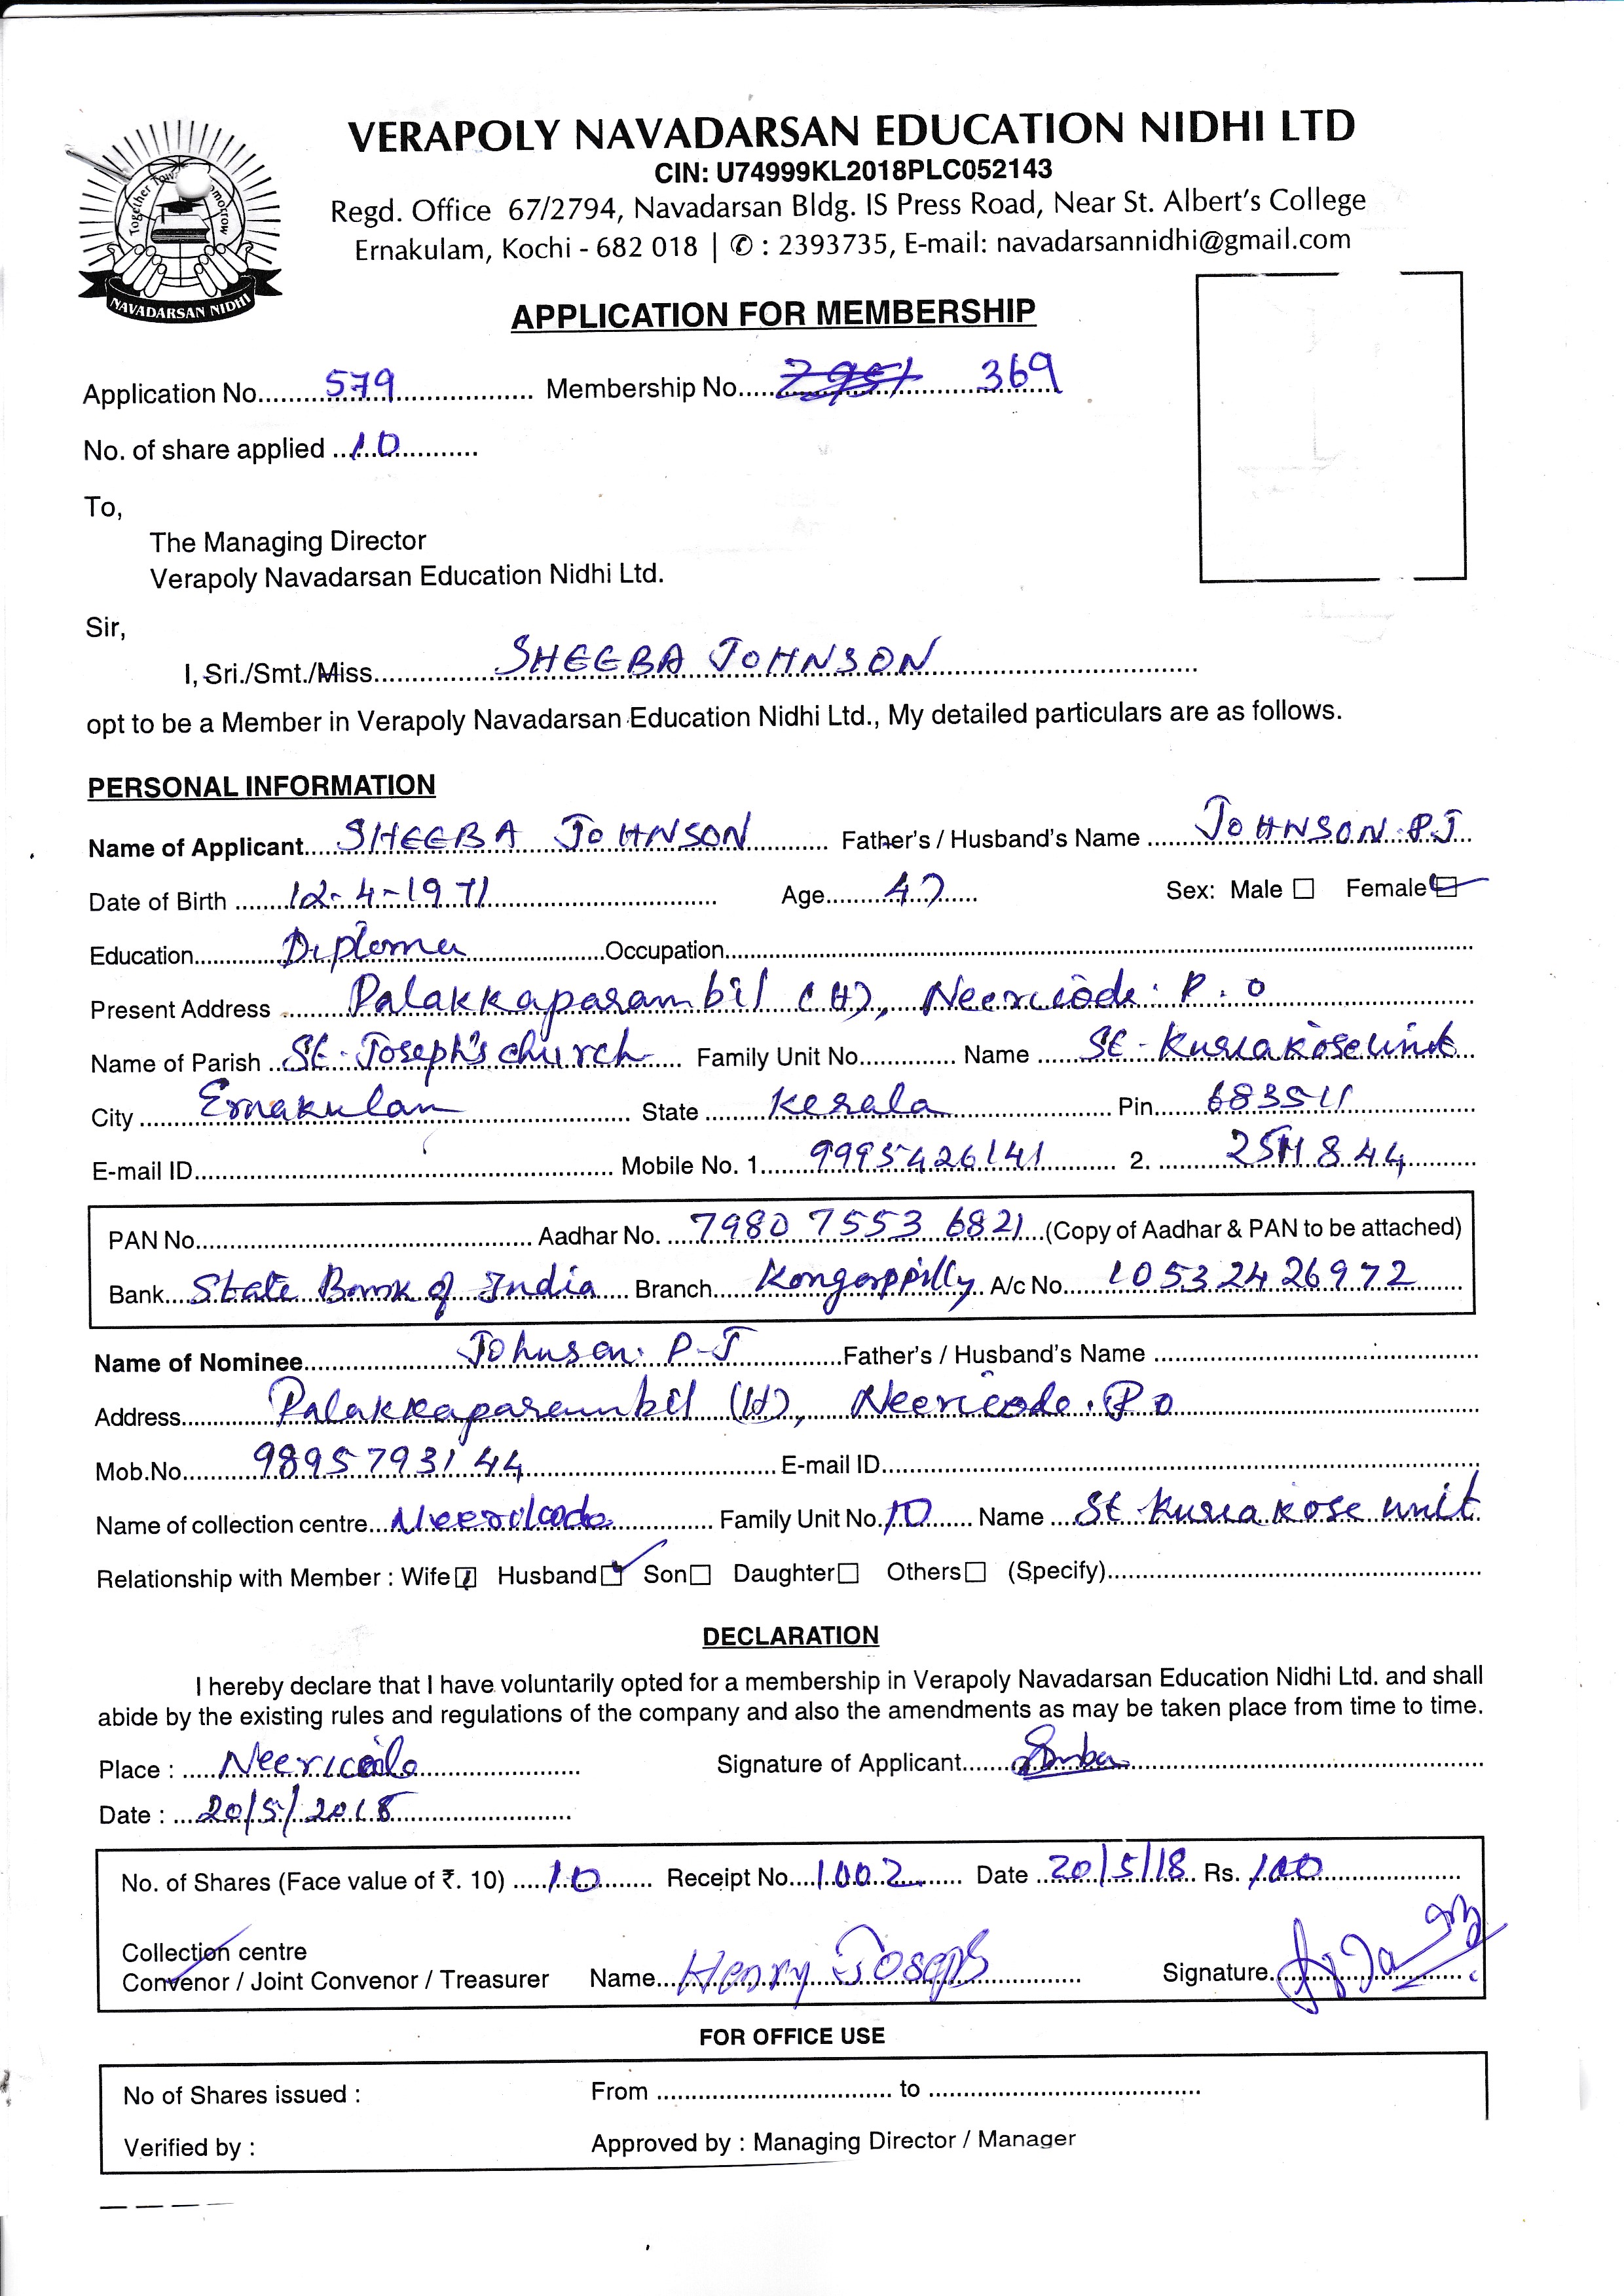 VERAPOLY NAVADARSAN EDUCATION NIDHI LTD
CIN: U74999KL2018PLC052143
Regd. Office 67/2794, Navadarsan Bldg. IS Press Road, Near St. Albert's College
Ernakulam, Kochi - 682 018 | ✆ : 2393735, E-mail: navadarsannidhi@gmail.com
NAVADARSAN NIDHI
APPLICATION FOR MEMBERSHIP
Application No. 579 Membership No. 369
No. of share applied 10
To,
The Managing Director
Verapoly Navadarsan Education Nidhi Ltd.
Sir,
I, Sri./Smt./Miss. SHEEBA JOHNSON
opt to be a Member in Verapoly Navadarsan Education Nidhi Ltd., My detailed particulars are as follows.
PERSONAL INFORMATION
Name of Applicant SHEEBA JOHNSON Father's / Husband's Name JOHNSON. P.J
Date of Birth 12-4-1971 Age 47 Sex: Male ☐ Female ☑
Education Diploma Occupation
Present Address Palakkaparambil (H), Neericode. P.O
Name of Parish St. Joseph's church Family Unit No. Name St. Kuriakose unit
City Ernakulam State Kerala Pin 683511
E-mail ID Mobile No. 1. 9995426141 2. 2511844
PAN No. Aadhar No. 7980 7553 6821 (Copy of Aadhar & PAN to be attached)
Bank State Bank of India Branch Kongorppilly A/c No. 10532426972
Name of Nominee Johnson. P-J Father's / Husband's Name
Address Palakkaparambil (H), Neericode. P O
Mob.No. 9895793144 E-mail ID
Name of collection centre Neericode Family Unit No. 10 Name St Kuriakose unit
Relationship with Member : Wife ☐ Husband ☑ Son ☐ Daughter ☐ Others ☐ (Specify)
DECLARATION
I hereby declare that I have voluntarily opted for a membership in Verapoly Navadarsan Education Nidhi Ltd. and shall
abide by the existing rules and regulations of the company and also the amendments as may be taken place from time to time.
Place : Neericode Signature of Applicant
Date : 20/5/2018
No. of Shares (Face value of ₹. 10) 10 Receipt No. 1002 Date 20/5/18 Rs. 100
Collection centre
Convenor / Joint Convenor / Treasurer Name Henry Joseph Signature
FOR OFFICE USE
No of Shares issued : From to
Verified by : Approved by : Managing Director / Manager